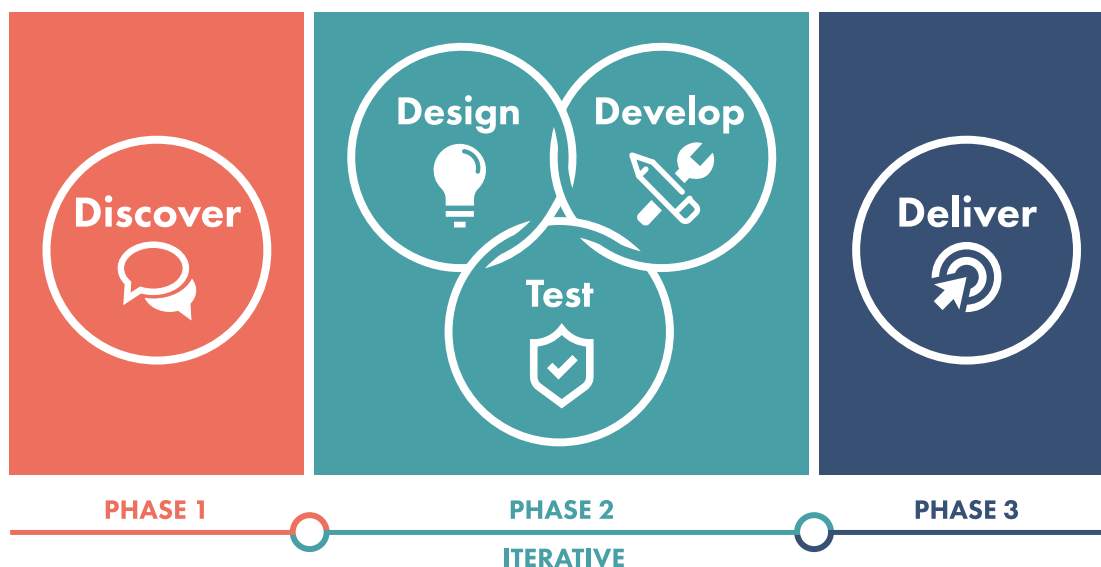 Discover
Design
Develop
Test
Deliver
PHASE 1
PHASE 2
PHASE 3
ITERATIVE